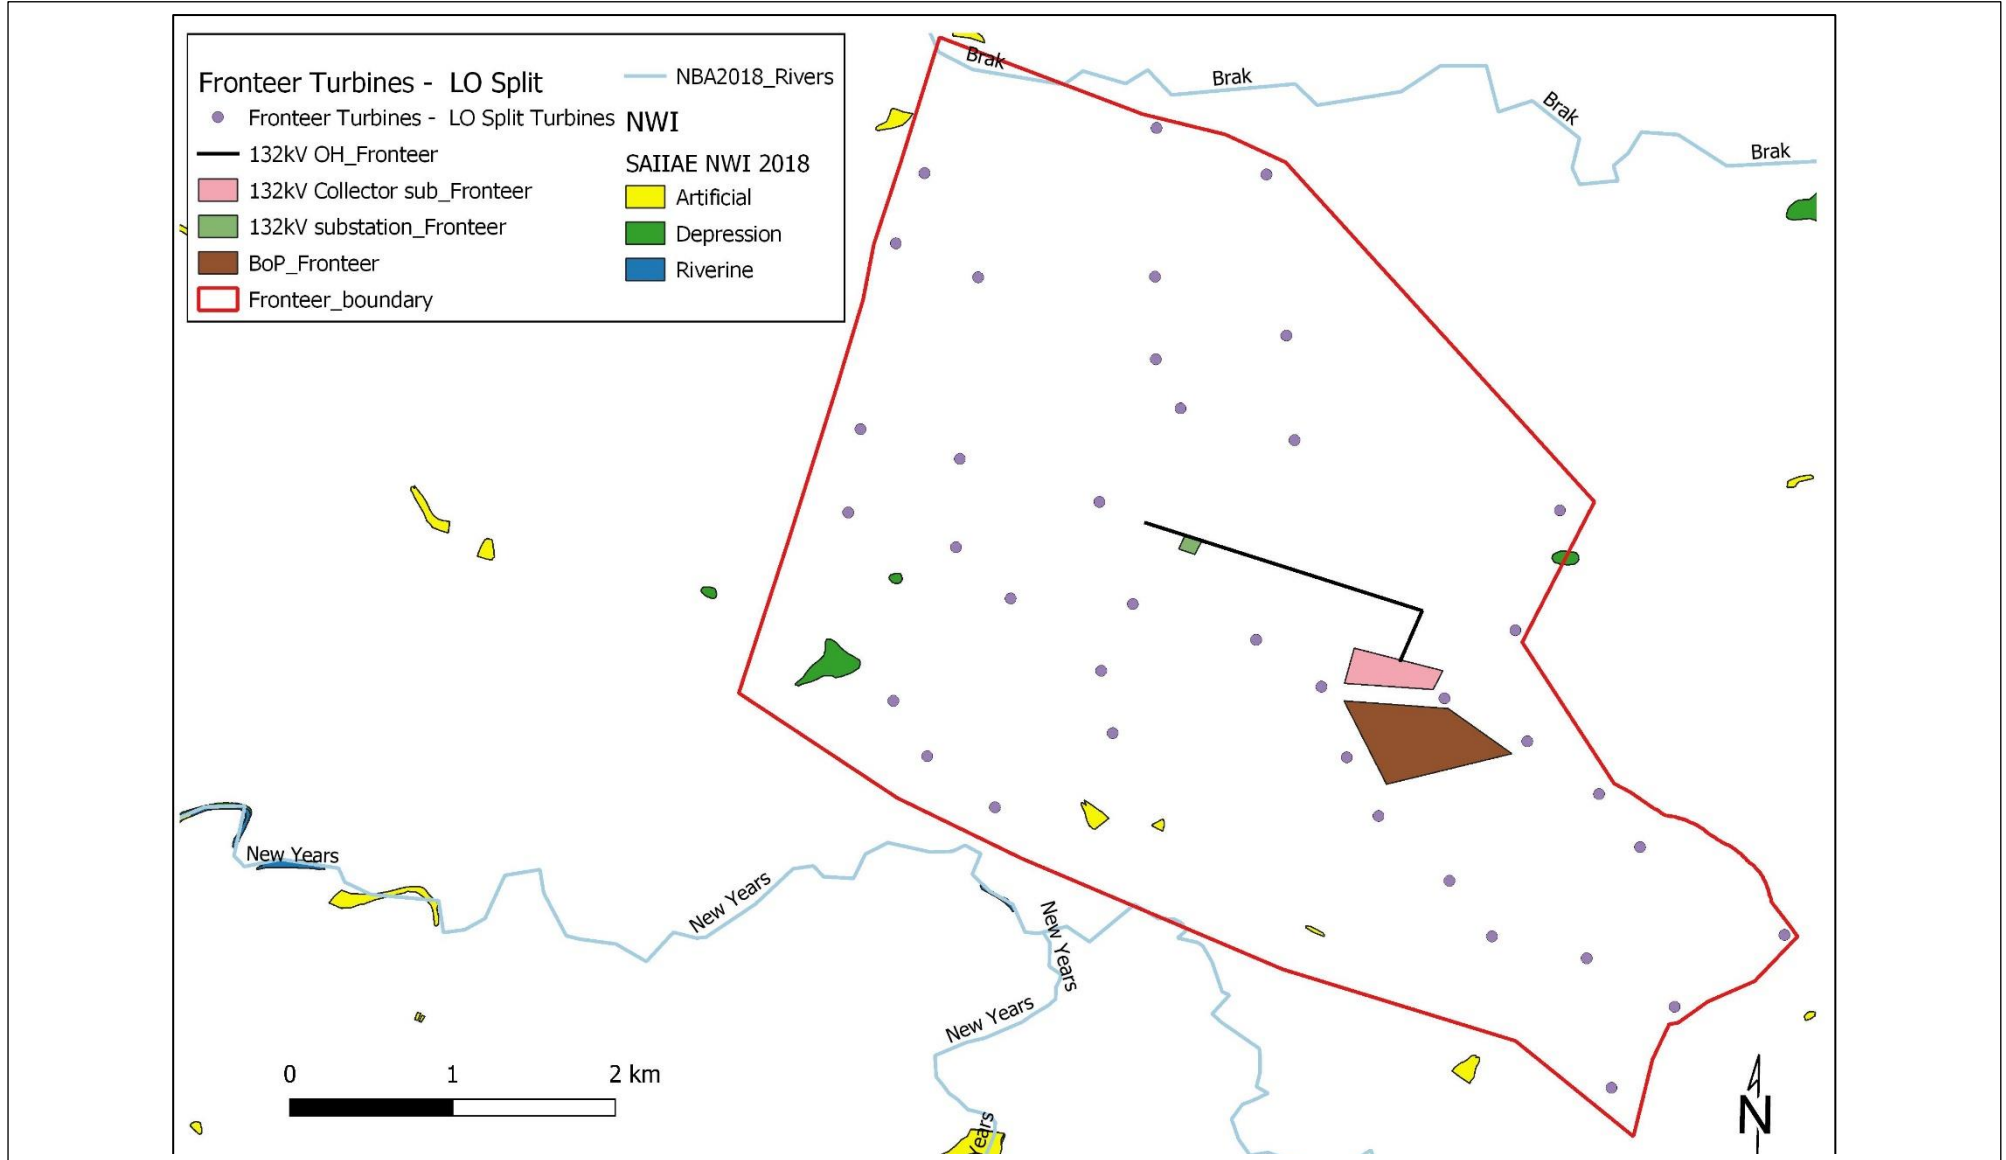 Fronteer Turbines - LO Split
Fronteer Turbines - LO Split Turbines
132kV OH_Fronteer
132kV Collector sub_Fronteer
132kV substation_Fronteer
BoP_Fronteer
Fronteer_boundary
NBA2018_Rivers
NWI
SAIIAE NWI 2018
Artificial
Depression
Riverine
Brak
Brak
Brak
Brak
New Years
New Years
New Years
New Years
Years
0 1 2 km
N